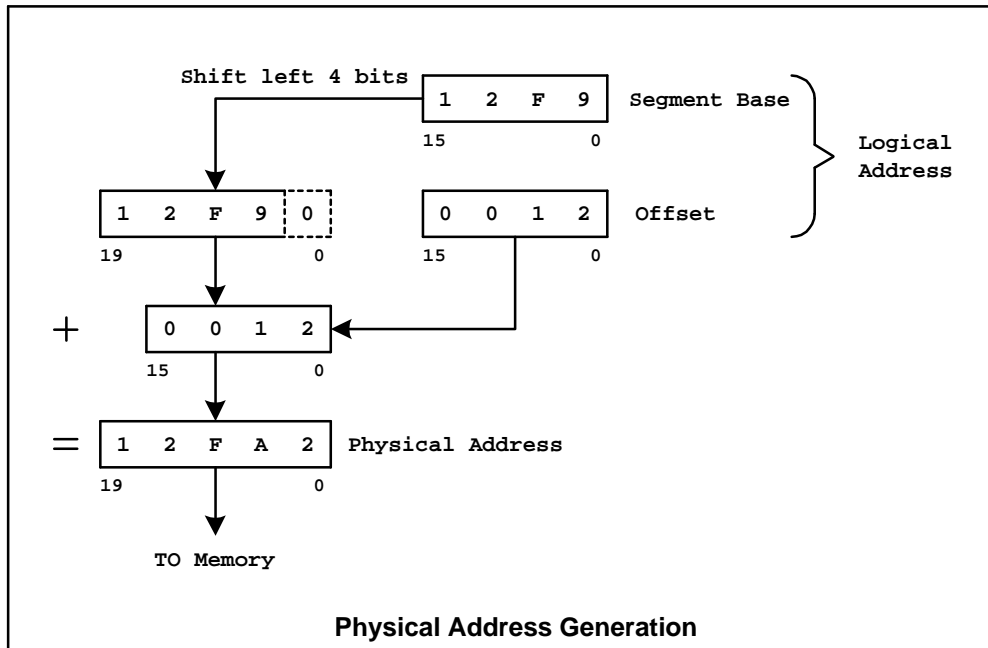 Shift left 4 bits
1 2 F 9 Segment Base
15 0
Logical
Address
1 2 F 9 0
19 0
0 0 1 2 Offset
15 0
+ 0 0 1 2
15 0
= 1 2 F A 2 Physical Address
19 0
TO Memory
Physical Address Generation